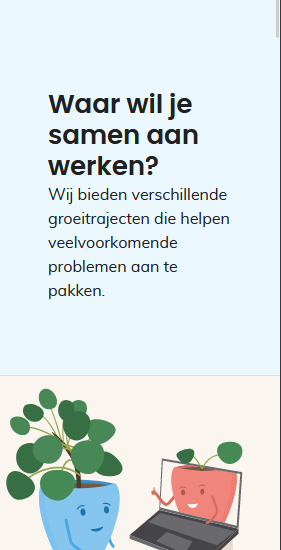 Waar wil je
samen aan
werken?
Wij bieden verschillende
groeitrajecten die helpen
veelvoorkomende
problemen aan te
pakken.